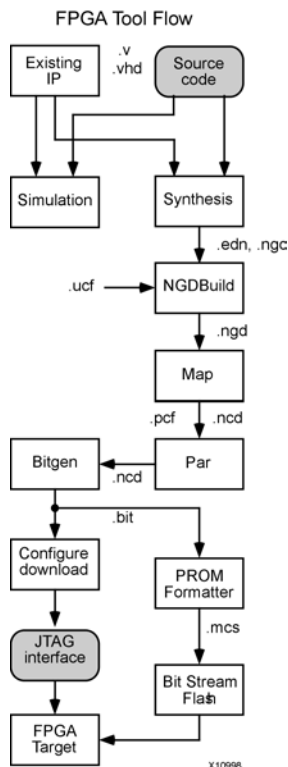 FPGA Tool Flow
Existing
IP
.v
.vhd
Source
code
Simulation
Synthesis
.edn, .ngc
.ucf
NGDBuild
.ngd
Map
.pcf
.ncd
Bitgen
.ncd
Par
.bit
Configure
download
PROM
Formatter
.mcs
JTAG
interface
Bit Stream
Flash
FPGA
Target
X10998